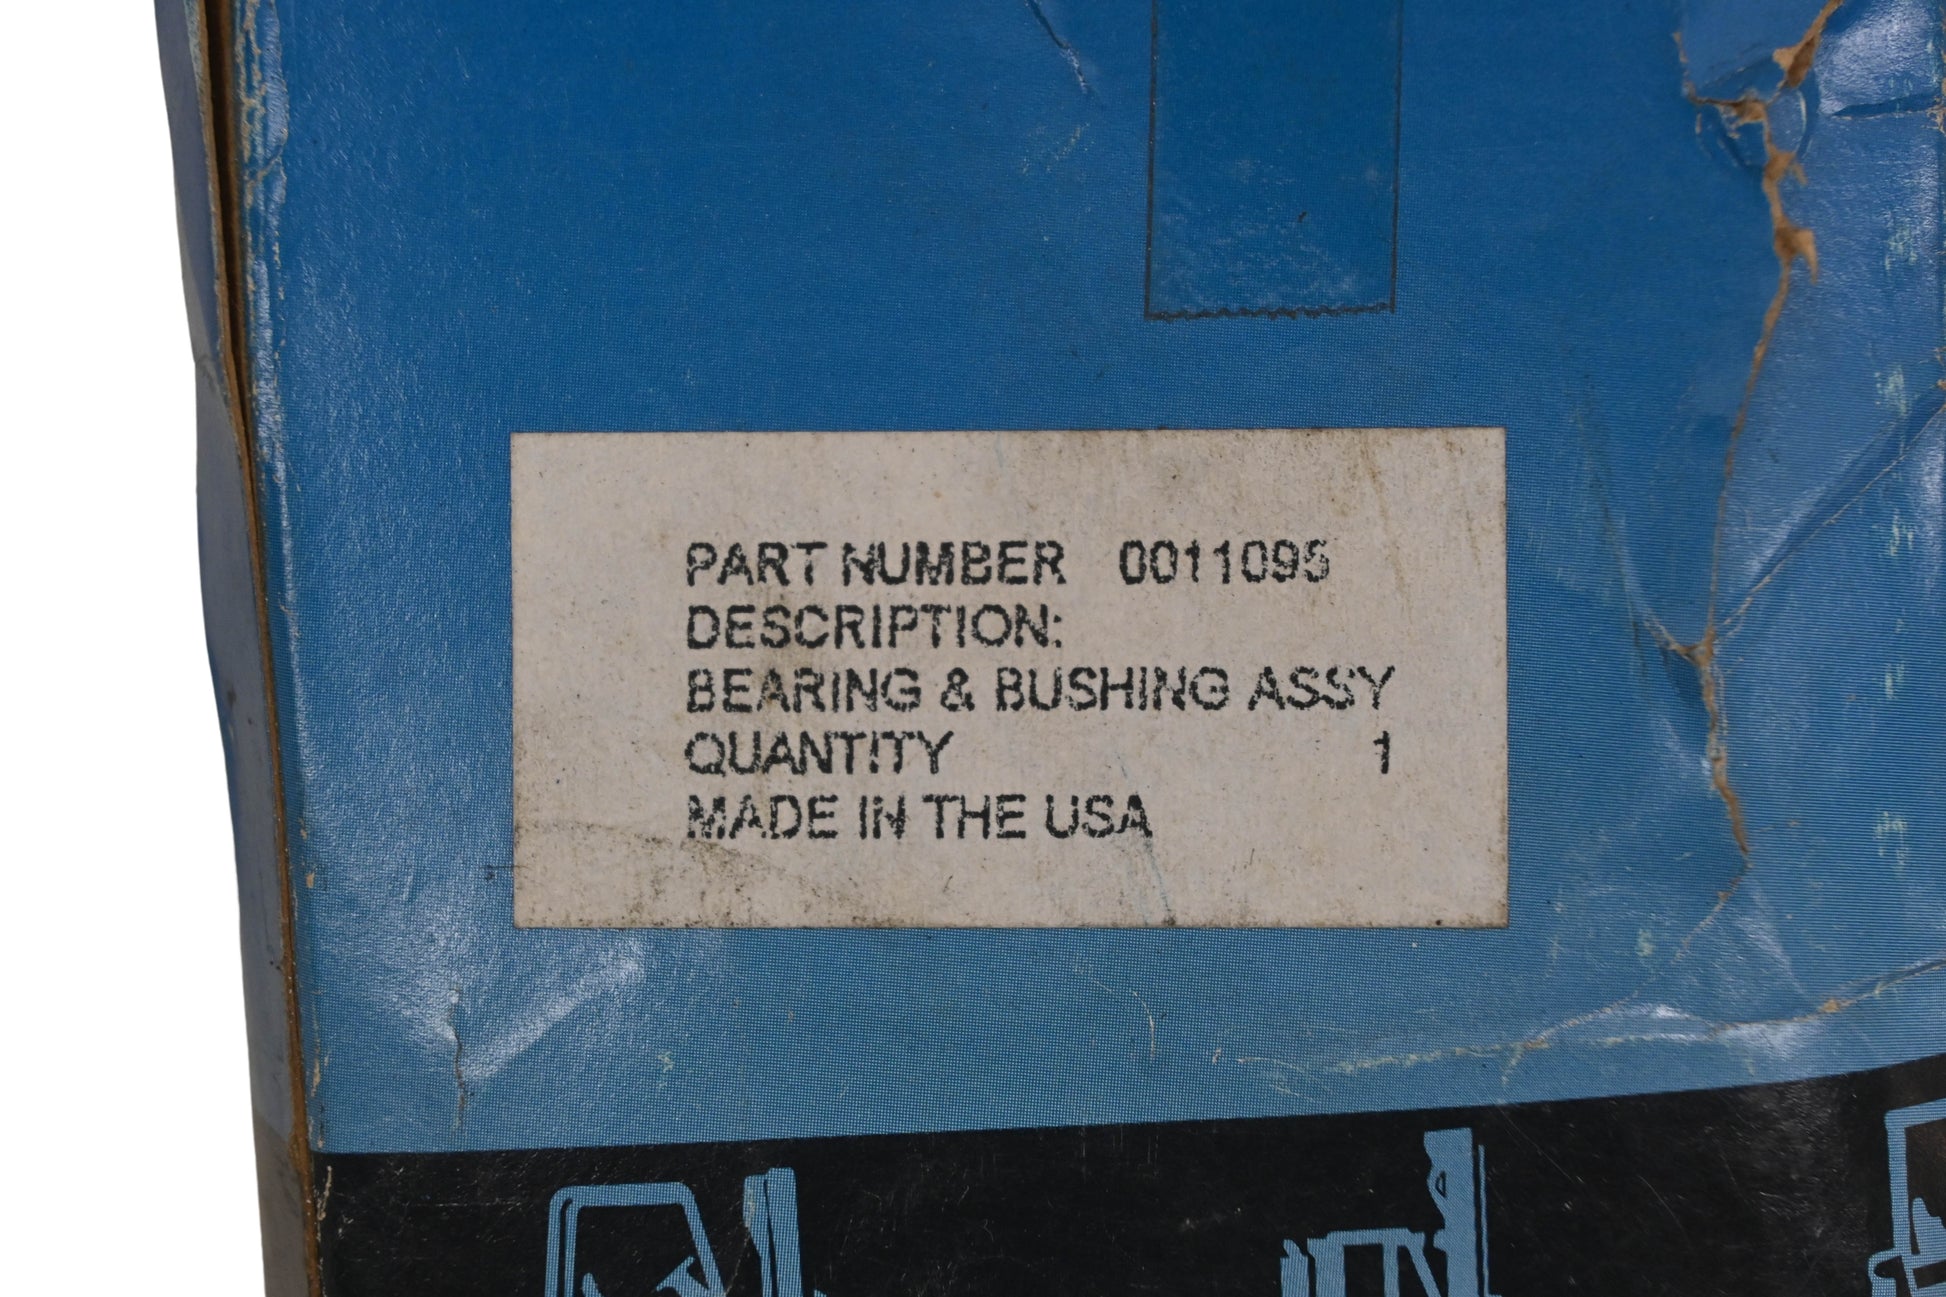 PART NUMBER 0011095
DESCRIPTION:
BEARING & BUSHING ASSY
QUANTITY 1
MADE IN THE USA